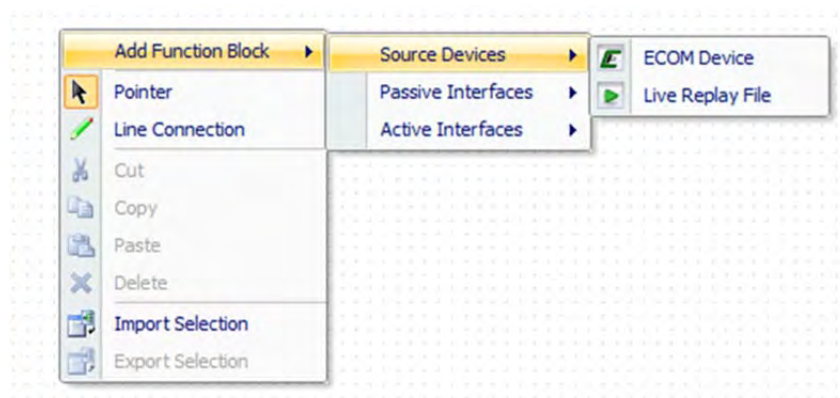 Add Function Block
Pointer
Line Connection
Cut
Copy
Paste
Delete
Import Selection
Export Selection
Source Devices
Passive Interfaces
Active Interfaces
ECOM Device
Live Replay File